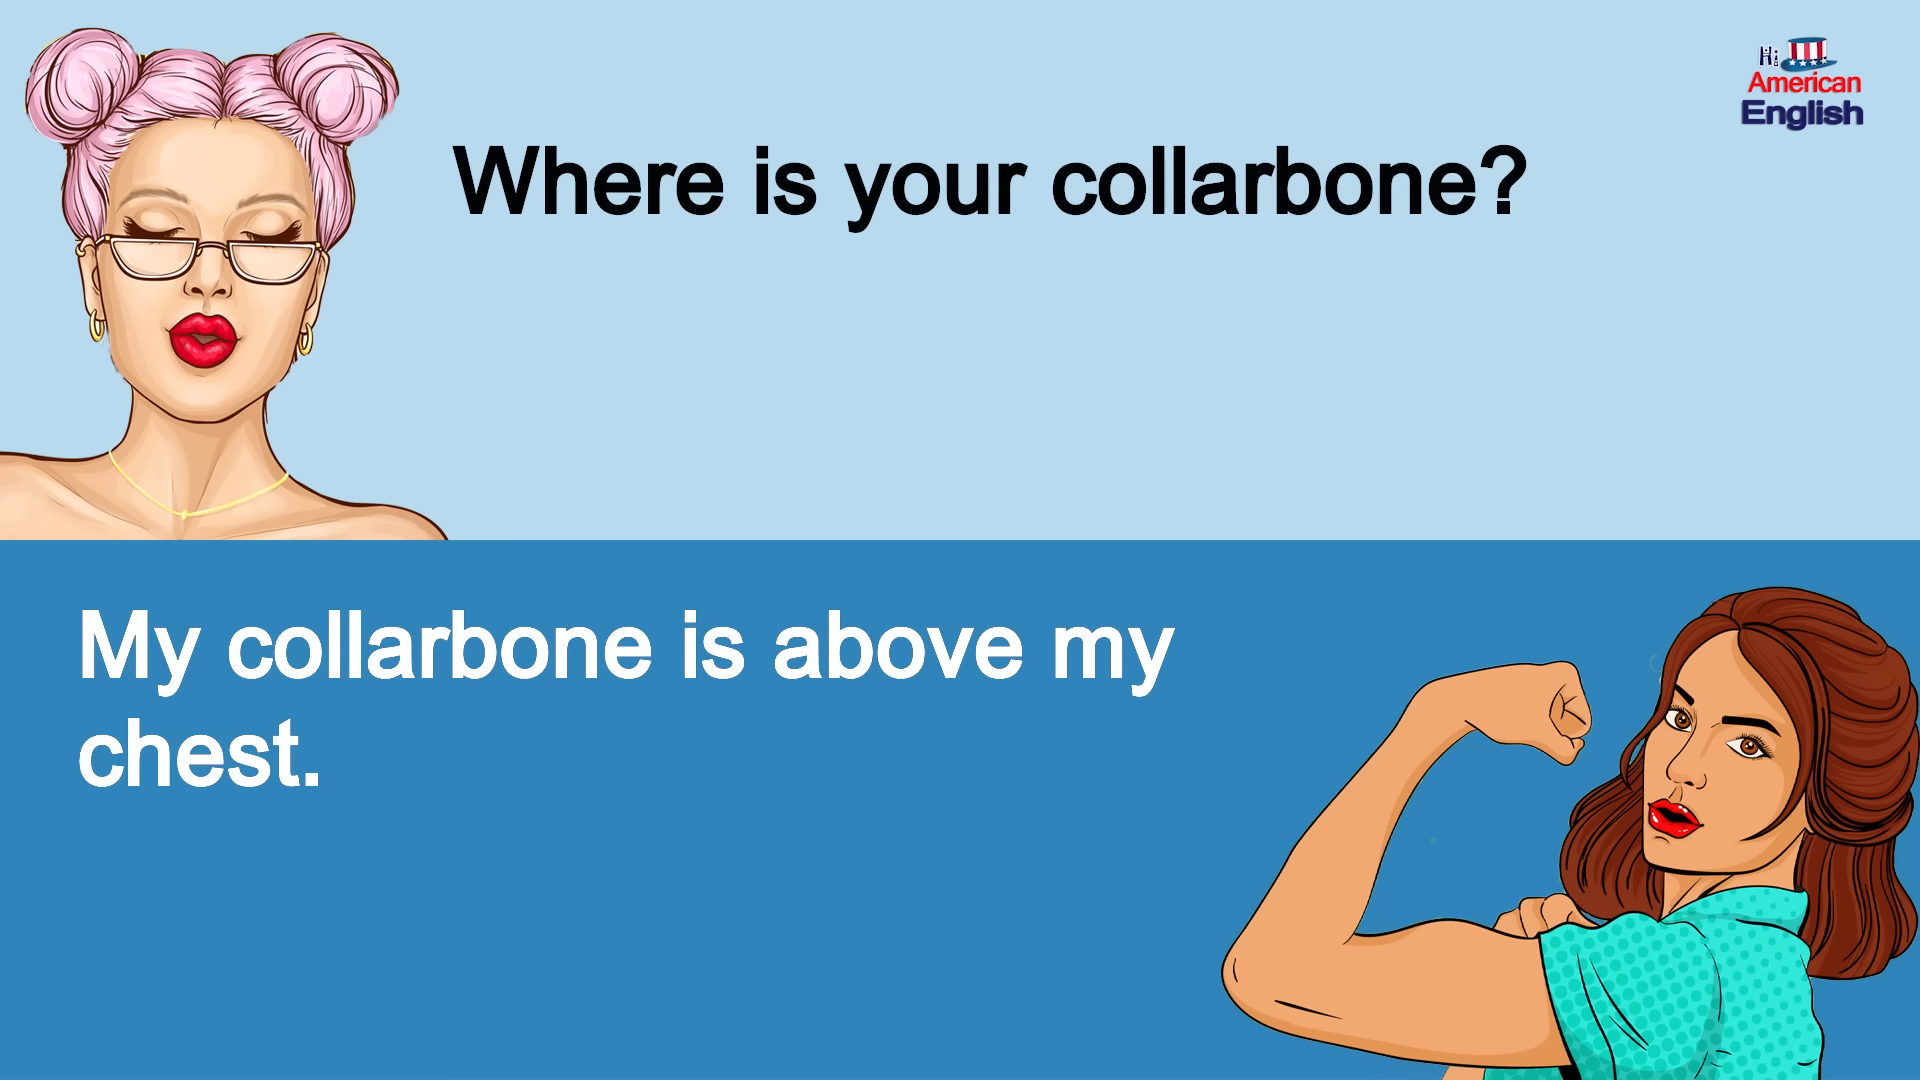 Hi
American
English
Where is your collarbone?
My collarbone is above my
chest.